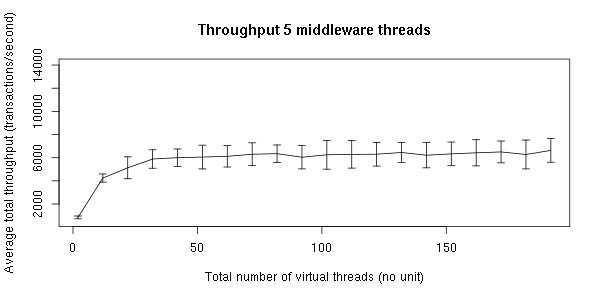 Throughput 5 middleware threads
Average total throughput (transactions/second)
14000
10000
6000
2000
0 50 100 150
Total number of virtual threads (no unit)